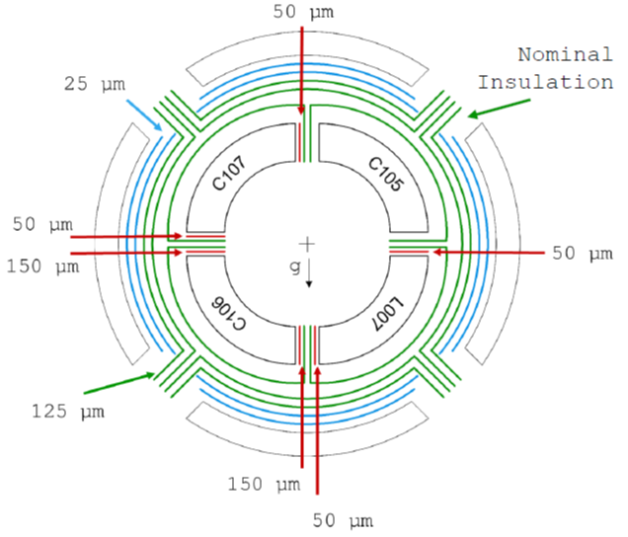 50 µm
Nominal
Insulation
25 µm
C107
C105
50 µm
150 µm
50 µm
g
C106
L007
125 µm
150 µm
50 µm